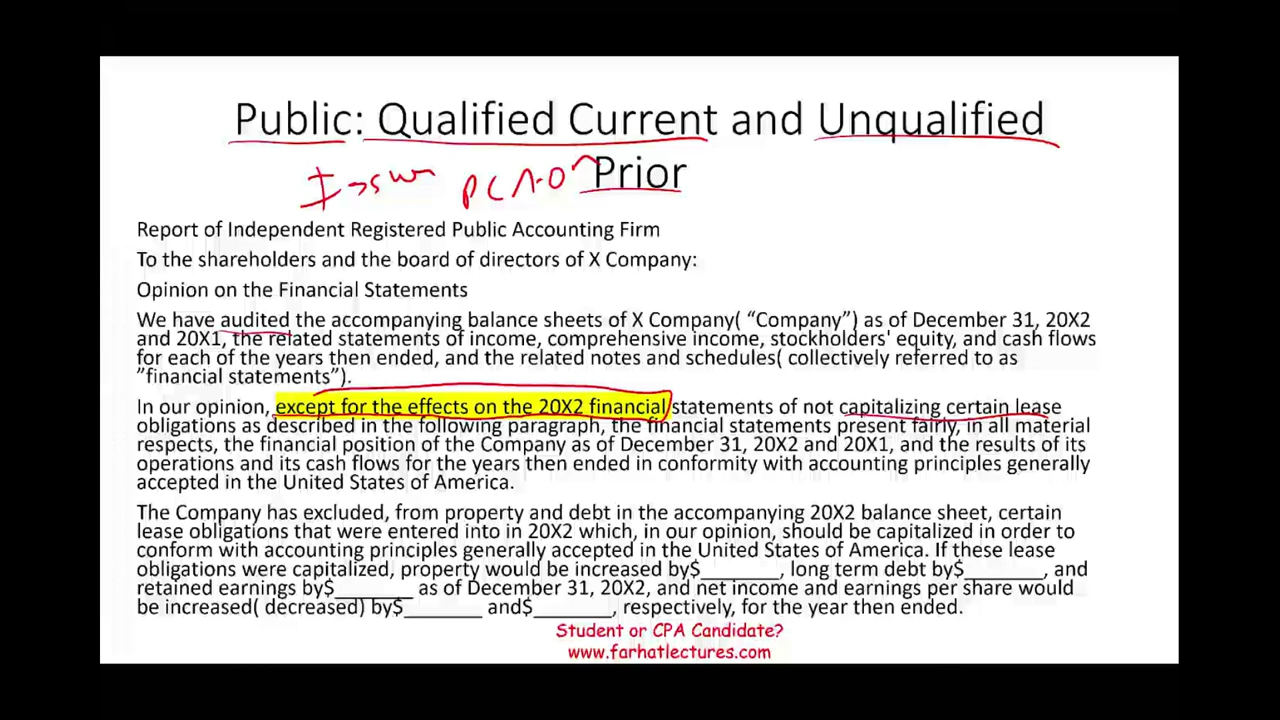 Public: Qualified Current and Unqualified
Prior
Report of Independent Registered Public Accounting Firm
To the shareholders and the board of directors of X Company:
Opinion on the Financial Statements
We have audited the accompanying balance sheets of X Company( “Company”) as of December 31, 20X2
and 20X1, the related statements of income, comprehensive income, stockholders' equity, and cash flows
for each of the years then ended, and the related notes and schedules( collectively referred to as
”financial statements”).
In our opinion, except for the effects on the 20X2 financial statements of not capitalizing certain lease
obligations as described in the following paragraph, the financial statements present fairly, in all material
respects, the financial position of the Company as of December 31, 20X2 and 20X1, and the results of its
operations and its cash flows for the years then ended in conformity with accounting principles generally
accepted in the United States of America.
The Company has excluded, from property and debt in the accompanying 20X2 balance sheet, certain
lease obligations that were entered into in 20X2 which, in our opinion, should be capitalized in order to
conform with accounting principles generally accepted in the United States of America. If these lease
obligations were capitalized, property would be increased by$_______, long term debt by$_______, and
retained earnings by$_______ as of December 31, 20X2, and net income and earnings per share would
be increased( decreased) by$_______ and$_______, respectively, for the year then ended.
Student or CPA Candidate?
www.farhatlectures.com